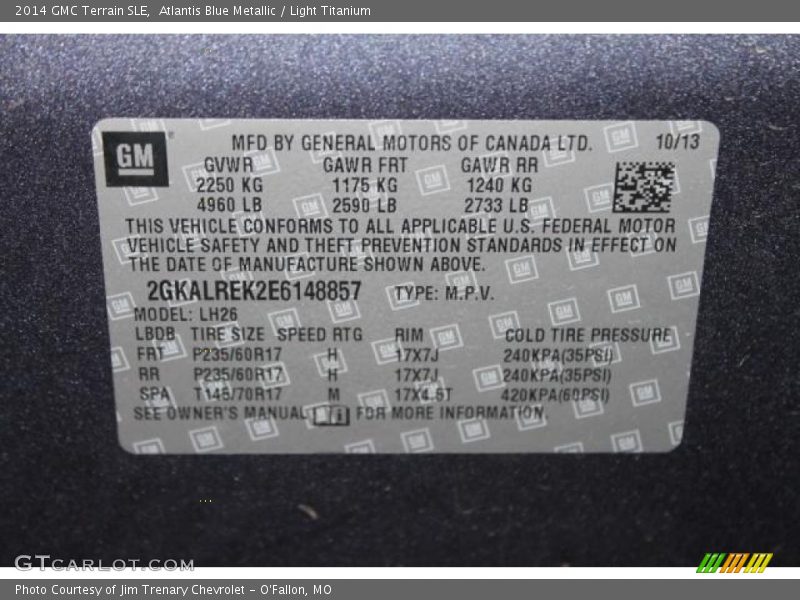 2014 GMC Terrain SLE, Atlantis Blue Metallic / Light Titanium
GM
MFD BY GENERAL MOTORS OF CANADA LTD. 10/13
GVWR GAWR FRT GAWR RR
2250 KG 1175 KG 1240 KG
4960 LB 2590 LB 2733 LB
THIS VEHICLE CONFORMS TO ALL APPLICABLE U.S. FEDERAL MOTOR
VEHICLE SAFETY AND THEFT PREVENTION STANDARDS IN EFFECT ON
THE DATE OF MANUFACTURE SHOWN ABOVE.
2GKALREK2E6148857 TYPE: M.P.V.
MODEL: LH26
LBDB TIRE SIZE SPEED RTG RIM COLD TIRE PRESSURE
FRT P235/60R17 H 17X7J 240KPA(35PSI)
RR P235/60R17 H 17X7J 240KPA(35PSI)
SPA T145/70R17 M 17X4.5T 420KPA(60PSI)
SEE OWNER'S MANUAL FOR MORE INFORMATION.
GTCARLOT.COM
Photo Courtesy of Jim Trenary Chevrolet - O'Fallon, MO